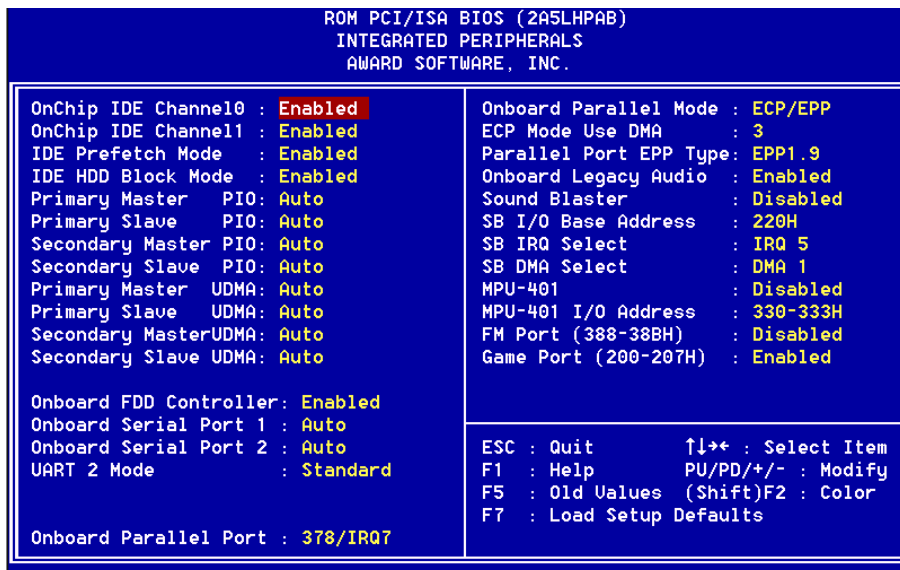 ROM PCI/ISA BIOS (2A5LHPAB)
INTEGRATED PERIPHERALS
AWARD SOFTWARE, INC.
OnChip IDE Channel0 : Enabled
OnChip IDE Channel1 : Enabled
IDE Prefetch Mode : Enabled
IDE HDD Block Mode : Enabled
Primary Master PIO: Auto
Primary Slave PIO: Auto
Secondary Master PIO: Auto
Secondary Slave PIO: Auto
Primary Master UDMA: Auto
Primary Slave UDMA: Auto
Secondary MasterUDMA: Auto
Secondary Slave UDMA: Auto
Onboard FDD Controller: Enabled
Onboard Serial Port 1 : Auto
Onboard Serial Port 2 : Auto
UART 2 Mode : Standard
Onboard Parallel Port : 378/IRQ7
Onboard Parallel Mode : ECP/EPP
ECP Mode Use DMA : 3
Parallel Port EPP Type: EPP1.9
Onboard Legacy Audio : Enabled
Sound Blaster : Disabled
SB I/O Base Address : 220H
SB IRQ Select : IRQ 5
SB DMA Select : DMA 1
MPU-401 : Disabled
MPU-401 I/O Address : 330-333H
FM Port (388-38BH) : Disabled
Game Port (200-207H) : Enabled
ESC : Quit ↑↓→← : Select Item
F1 : Help PU/PD/+/- : Modify
F5 : Old Values (Shift)F2 : Color
F7 : Load Setup Defaults